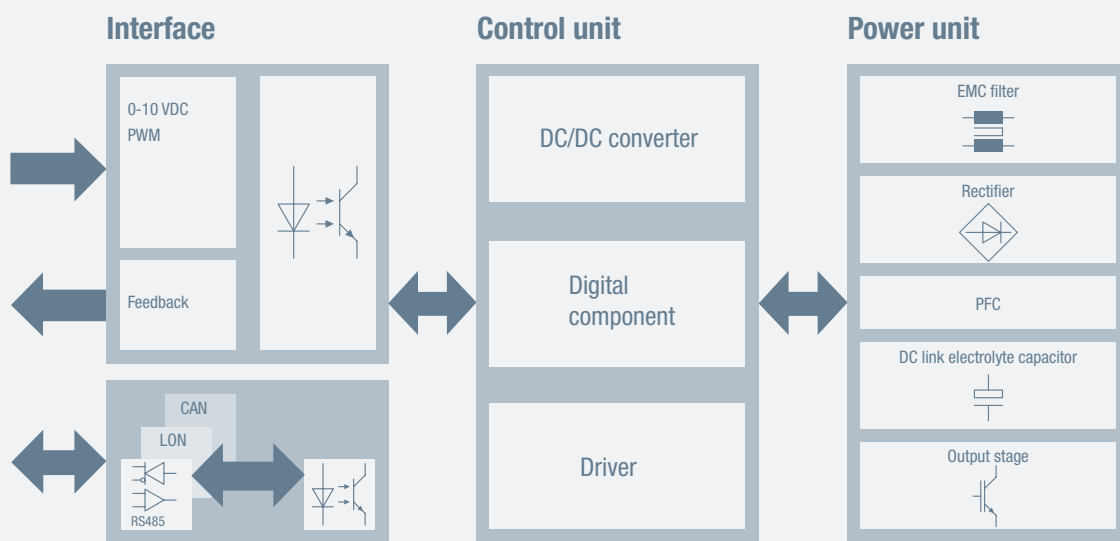 Interface
0-10 VDC
PWM
Feedback
CAN
LON
RS485
Control unit
DC/DC converter
Digital
component
Driver
Power unit
EMC filter
Rectifier
PFC
DC link electrolyte capacitor
Output stage